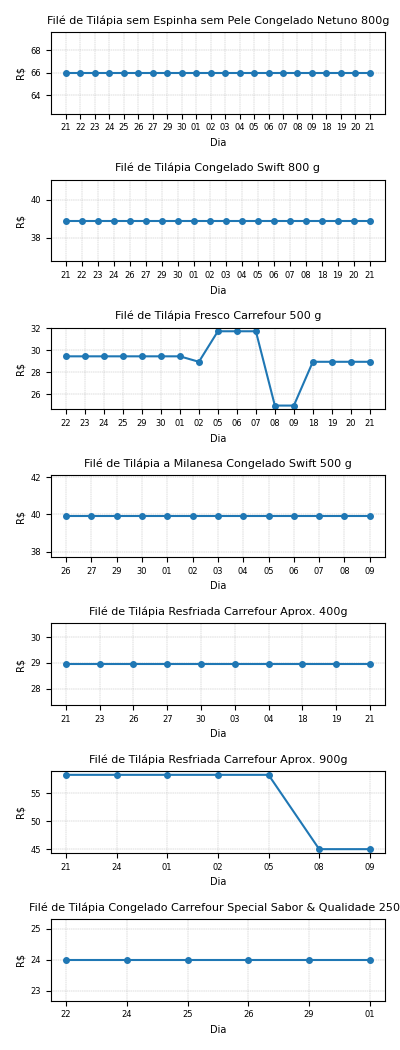 Filé de Tilápia sem Espinha sem Pele Congelado Netuno 800g
68
66
64
R$
21 22 23 24 25 26 27 29 30 01 02 03 04 05 06 07 08 09 18 19 20 21
Dia
Filé de Tilápia Congelado Swift 800 g
40
38
R$
21 22 23 24 26 27 29 30 01 02 03 04 05 06 07 08 18 19 20 21
Dia
Filé de Tilápia Fresco Carrefour 500 g
32
30
28
26
R$
22 23 24 25 29 30 01 02 05 06 07 08 09 18 19 20 21
Dia
Filé de Tilápia a Milanesa Congelado Swift 500 g
42
40
38
R$
26 27 29 30 01 02 03 04 05 06 07 08 09
Dia
Filé de Tilápia Resfriada Carrefour Aprox. 400g
30
29
28
R$
21 23 26 27 30 03 04 18 19 21
Dia
Filé de Tilápia Resfriada Carrefour Aprox. 900g
55
50
45
R$
21 24 01 02 05 08 09
Dia
Filé de Tilápia Congelado Carrefour Special Sabor & Qualidade 250
25
24
23
R$
22 24 25 26 29 01
Dia